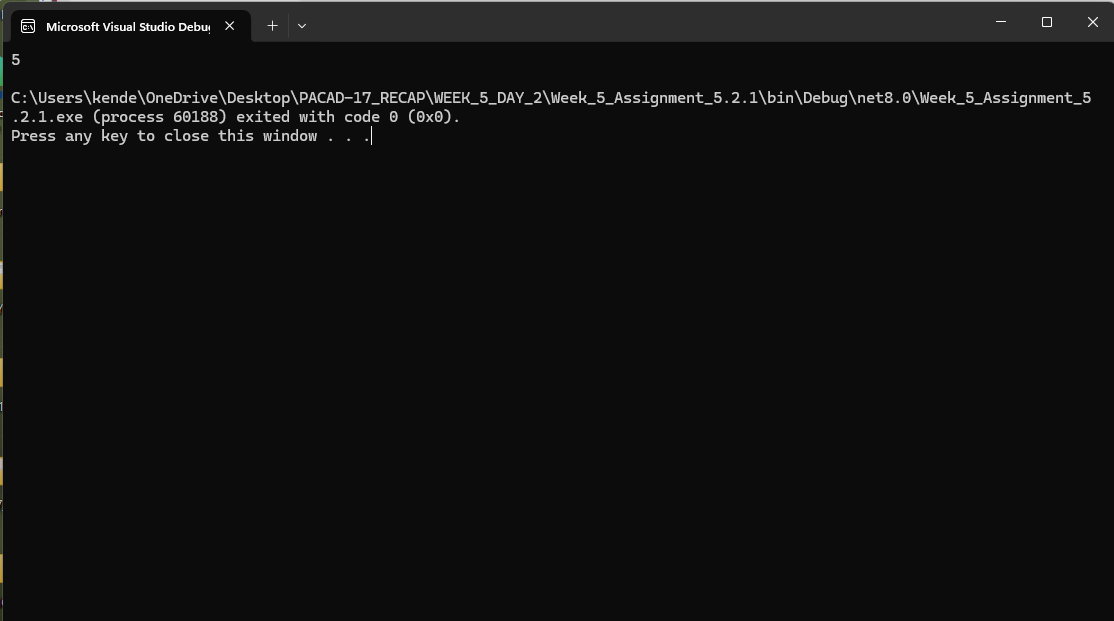 Microsoft Visual Studio Debug
5
C:\Users\kende\OneDrive\Desktop\PACAD-17_RECAP\WEEK_5_DAY_2\Week_5_Assignment_5.2.1\bin\Debug\net8.0\Week_5_Assignment_5
.2.1.exe (process 60188) exited with code 0 (0x0).
Press any key to close this window . . .